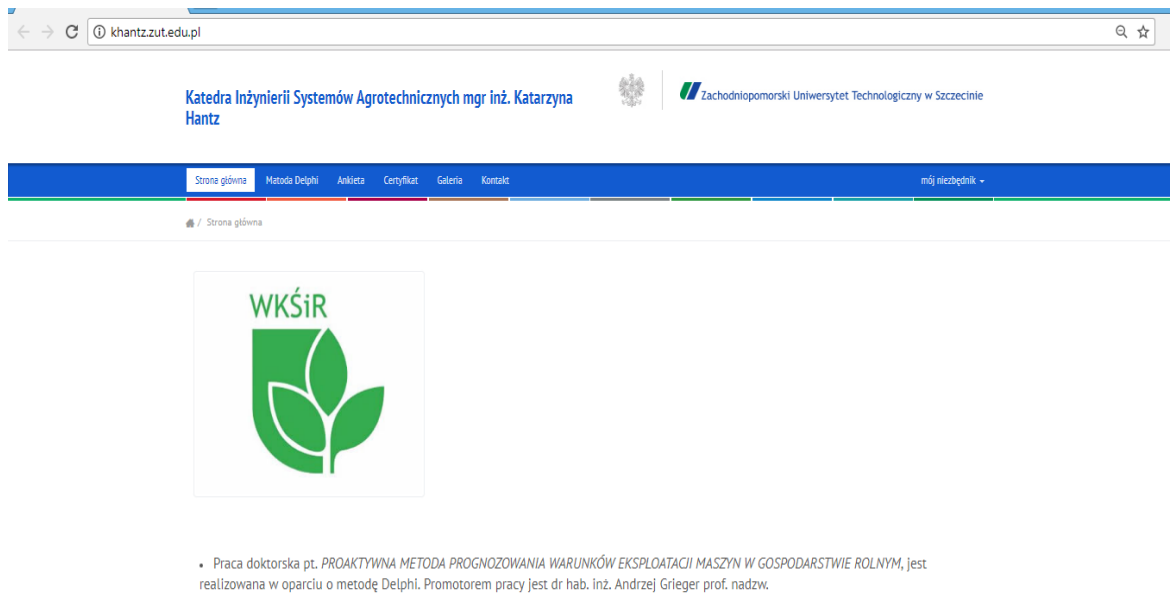 khantz.zut.edu.pl
Katedra Inżynierii Systemów Agrotechnicznych mgr inż. Katarzyna
Hantz
Zachodniopomorski Uniwersytet Technologiczny w Szczecinie
Strona główna Matoda Delphi Ankieta Certyfikat Galeria Kontakt mój niezbędnik
/ Strona główna
WKŚiR
• Praca doktorska pt. PROAKTYWNA METODA PROGNOZOWANIA WARUNKÓW EKSPLOATACJI MASZYN W GOSPODARSTWIE ROLNYM, jest
realizowana w oparciu o metodę Delphi. Promotorem pracy jest dr hab. inż. Andrzej Grieger prof. nadzw.